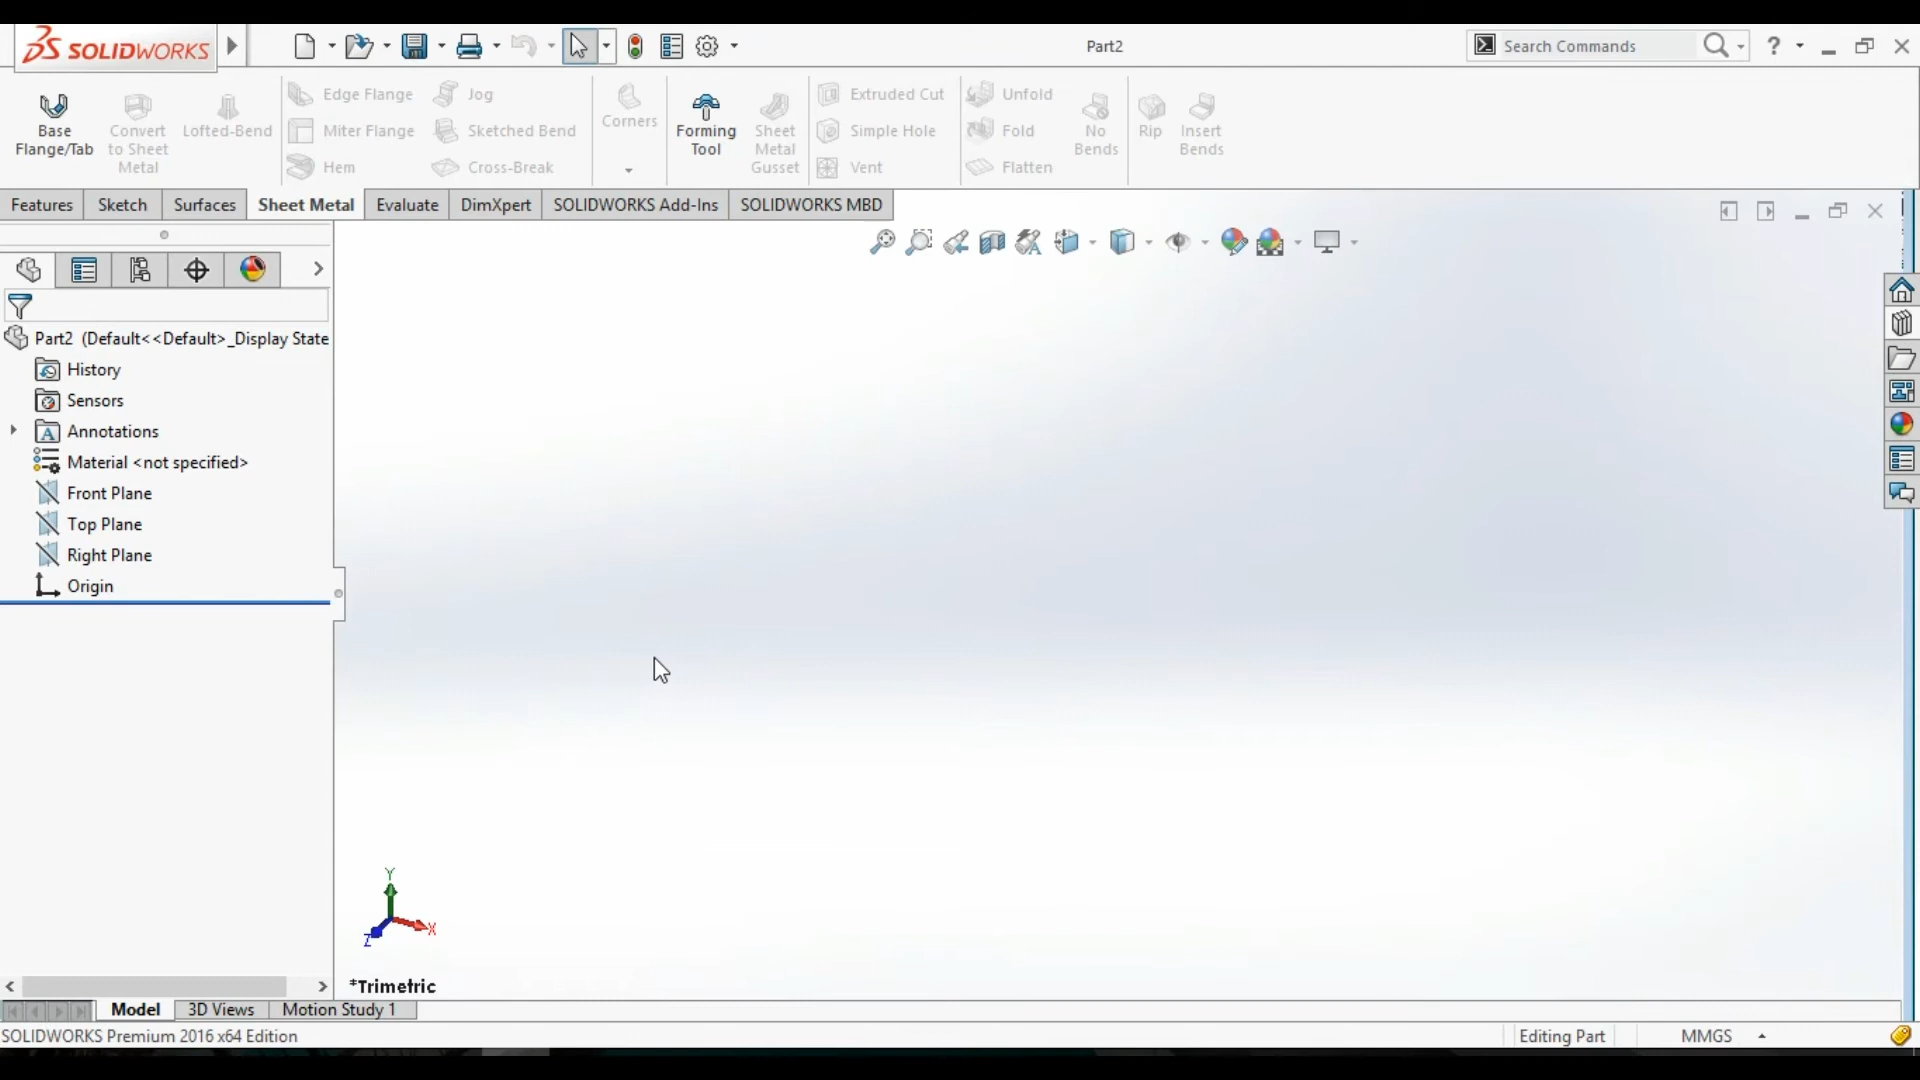 SOLIDWORKS
Part2
Search Commands
?
Base
Flange/Tab
Convert
to Sheet
Metal
Lofted-Bend
Edge Flange
Miter Flange
Hem
Jog
Sketched Bend
Cross-Break
Corners
Forming
Tool
Sheet
Metal
Gusset
Extruded Cut
Simple Hole
Vent
Unfold
Fold
Flatten
No
Bends
Rip
Insert
Bends
Features
Sketch
Surfaces
Sheet Metal
Evaluate
DimXpert
SOLIDWORKS Add-Ins
SOLIDWORKS MBD
Part2 (Default<<Default>_Display State
History
Sensors
Annotations
Material <not specified>
Front Plane
Top Plane
Right Plane
Origin
Y
X
Z
*Trimetric
Model
3D Views
Motion Study 1
SOLIDWORKS Premium 2016 x64 Edition
Editing Part
MMGS